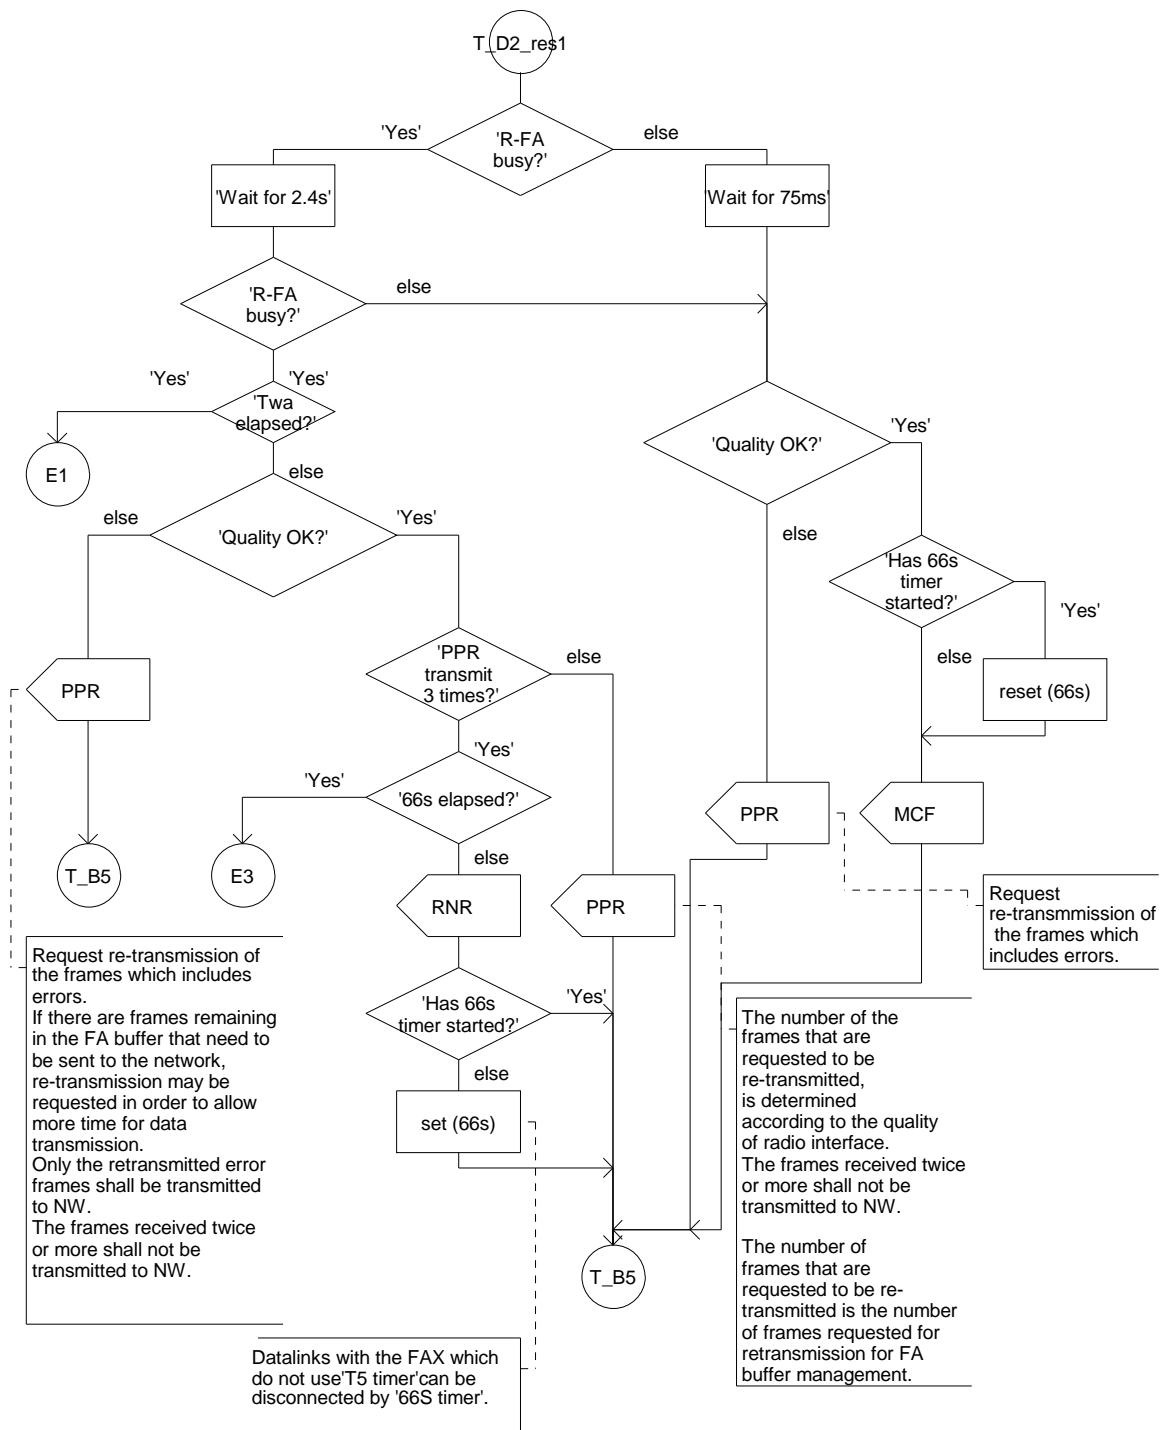 T_D2_res1
'Yes'
'R-FA
busy?'
else
'Wait for 2.4s'
'Wait for 75ms'
'R-FA
busy?'
else
'Yes'
'Yes'
'Twa
elapsed?'
E1
else
'Quality OK?'
'Yes'
else
'Quality OK?'
'Yes'
else
'Has 66s
timer
started?'
'Yes'
else
reset (66s)
'PPR
transmit
3 times?'
else
PPR
'Yes'
'Yes'
'66s elapsed?'
PPR
MCF
T_B5
E3
else
RNR
PPR
Request
re-transmmission of
the frames which
includes errors.
Request re-transmission of
the frames which includes
errors.
If there are frames remaining
in the FA buffer that need to
be sent to the network,
re-transmission may be
requested in order to allow
more time for data
transmission.
Only the retransmitted error
frames shall be transmitted
to NW.
The frames received twice
or more shall not be
transmitted to NW.
'Has 66s
timer started?'
'Yes'
else
set (66s)
The number of the
frames that are
requested to be
re-transmitted,
is determined
according to the quality
of radio interface.
The frames received twice
or more shall not be
transmitted to NW.
The number of
frames that are
requested to be re-
transmitted is the number
of frames requested for
retransmission for FA
buffer management.
T_B5
Datalinks with the FAX which
do not use'T5 timer'can be
disconnected by '66S timer'.